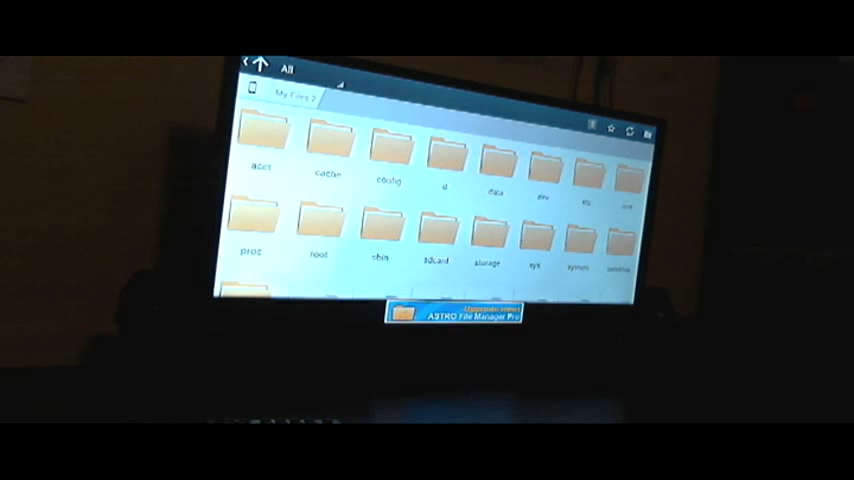 All
My Files 2
acct
cache
config
d
data
dev
etc
mnt
proc
root
sbin
sdcard
storage
sys
system
Upgrade now!
ASTRO File Manager Pro